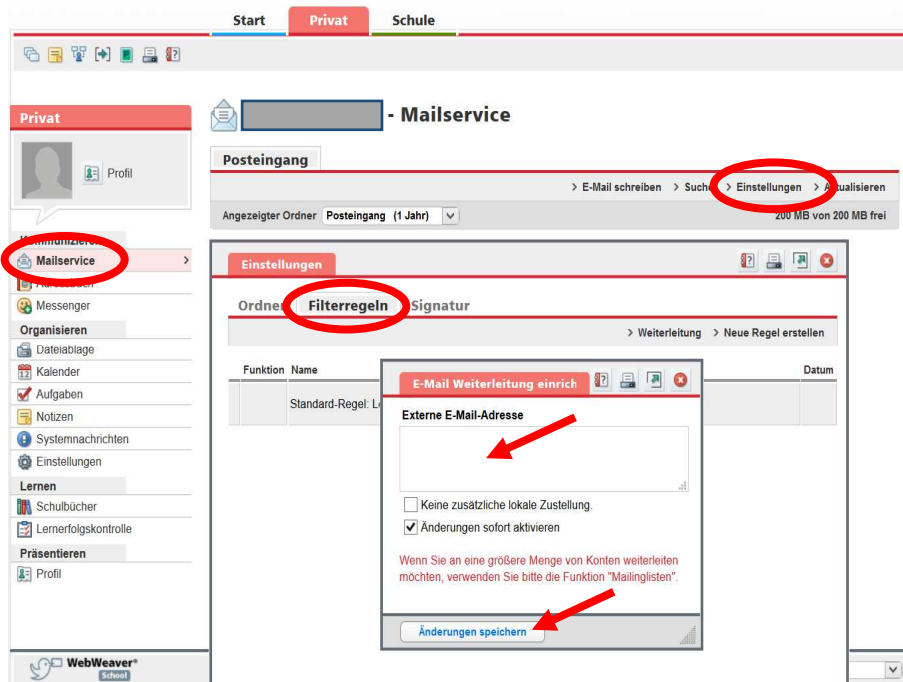 Start Privat Schule
Privat
- Mailservice
Profil
Posteingang
> E-Mail schreiben > Suche > Einstellungen > Aktualisieren
Angezeigter Ordner Posteingang (1 Jahr) 200 MB von 200 MB frei
Kommunizieren
Mailservice >
Adressbuch
Messenger
Organisieren
Dateiablage
Kalender
Aufgaben
Notizen
Systemnachrichten
Einstellungen
Lernen
Schulbücher
Lernerfolgskontrolle
Präsentieren
Profil
Einstellungen
Ordner Filterregeln Signatur
> Weiterleitung > Neue Regel erstellen
Funktion Name Datum
Standard-Regel:
E-Mail Weiterleitung einrich
Externe E-Mail-Adresse
Keine zusätzliche lokale Zustellung.
Änderungen sofort aktivieren
Wenn Sie an eine größere Menge von Konten weiterleiten
möchten, verwenden Sie bitte die Funktion "Mailinglisten".
Änderungen speichern
WebWeaver®
School